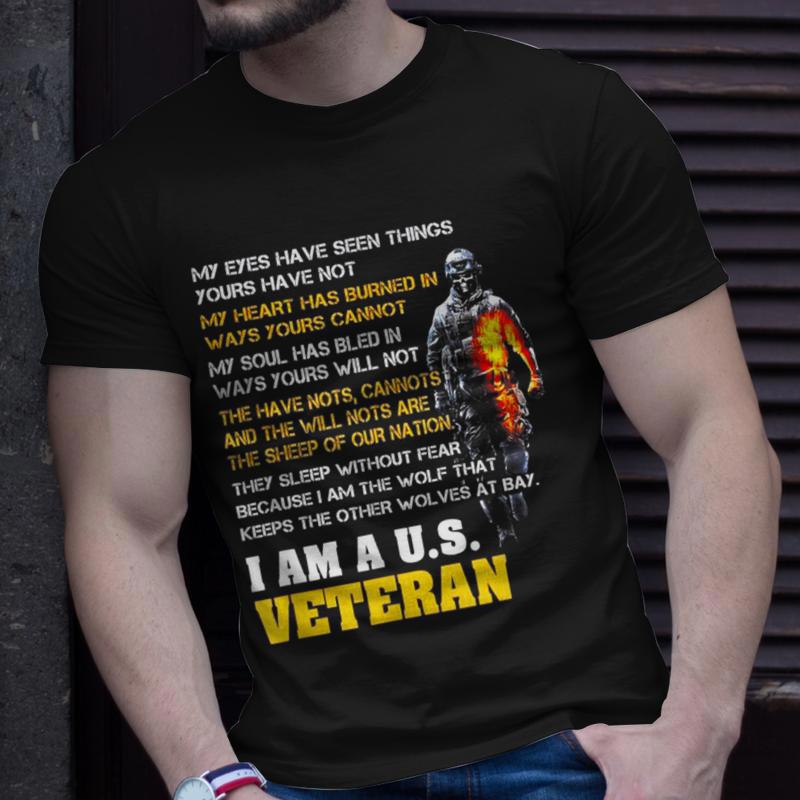 MY EYES HAVE SEEN THINGS
YOURS HAVE NOT
MY HEART HAS BURNED IN
WAYS YOURS CANNOT
MY SOUL HAS BLED IN
WAYS YOURS WILL NOT
THE HAVE NOTS, CANNOTS
AND THE WILL NOTS ARE
THE SHEEP OF OUR NATION.
THEY SLEEP WITHOUT FEAR
BECAUSE I AM THE WOLF THAT
KEEPS THE OTHER WOLVES AT BAY.
I AM A U.S.
VETERAN